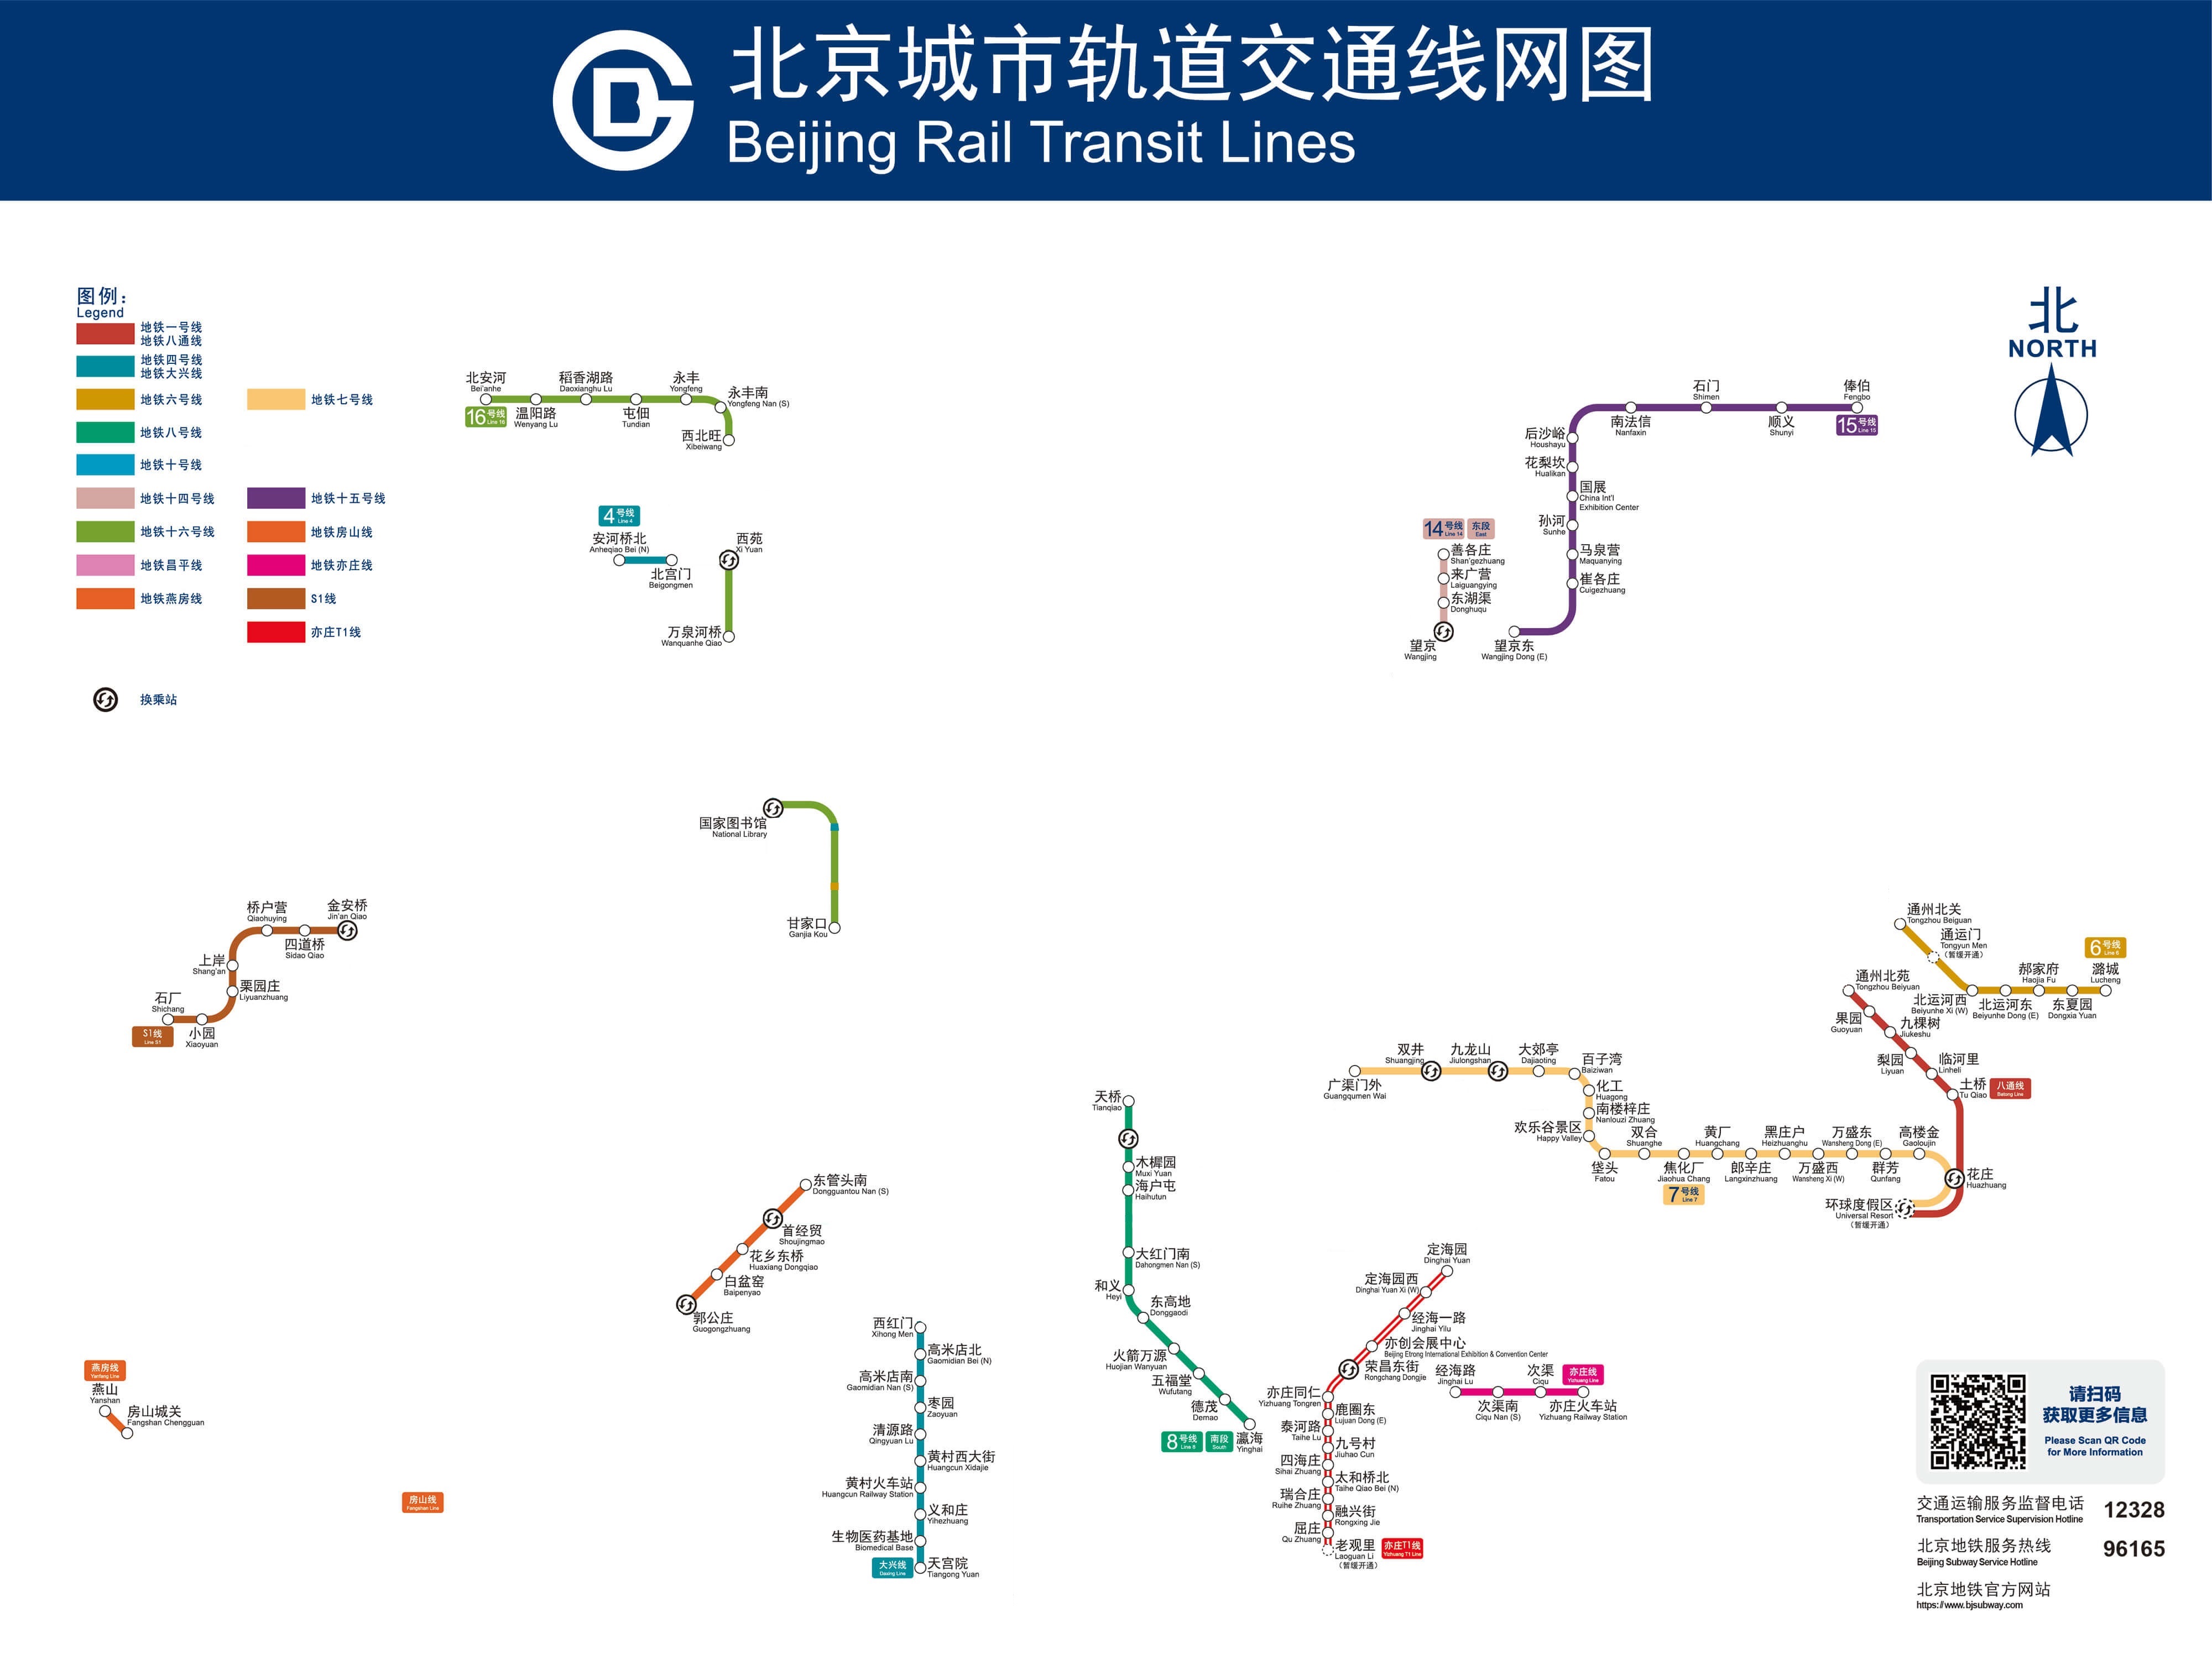 北京城市轨道交通线网图
Beijing Rail Transit Lines
图例:
Legend
地铁一号线
地铁八通线
地铁四号线
地铁大兴线
地铁六号线
地铁七号线
地铁八号线
地铁十号线
地铁十四号线
地铁十五号线
地铁十六号线
地铁房山线
地铁昌平线
地铁亦庄线
地铁燕房线
S1线
亦庄T1线
换乘站
北
NORTH
北安河
Bei'anhe
16号线
Line 16
温阳路
Wenyang Lu
稻香湖路
Daoxianghu Lu
屯佃
Tundian
永丰
Yongfeng
永丰南
Yongfeng Nan (S)
西北旺
Xibeiwang
4号线
Line 4
安河桥北
Anheqiao Bei (N)
北宫门
Beigongmen
西苑
Xi Yuan
万泉河桥
Wanquanhe Qiao
石门
Shimen
俸伯
Fengbo
15号线
Line 15
南法信
Nanfaxin
顺义
Shunyi
后沙峪
Houshayu
花梨坎
Hualikan
国展
China Int'l
Exhibition Center
孙河
Sunhe
马泉营
Maquanying
崔各庄
Cuigezhuang
望京东
Wangjing Dong (E)
14号线
Line 14
东段
East
善各庄
Shan'gezhuang
来广营
Laiguangying
东湖渠
Donghuqu
望京
Wangjing
国家图书馆
National Library
甘家口
Ganjia Kou
桥户营
Qiaohuying
金安桥
Jin'an Qiao
四道桥
Sidao Qiao
上岸
Shang'an
栗园庄
Liyuanzhuang
石厂
Shichang
小园
Xiaoyuan
S1线
Line S1
通州北关
Tongzhou Beiguan
通运门
Tongyun Men
(暂缓开通)
6号线
Line 6
北运河西
Beiyunhe Xi (W)
北运河东
Beiyunhe Dong (E)
郝家府
Haojia Fu
东夏园
Dongxia Yuan
潞城
Lucheng
通州北苑
Tongzhou Beiyuan
果园
Guoyuan
九棵树
Jiukeshu
梨园
Liyuan
临河里
Linheli
土桥
Tu Qiao
八通线
Batong Line
花庄
Huazhuang
环球度假区
Universal Resort
(暂缓开通)
双井
Shuangjing
九龙山
Jiulongshan
大郊亭
Dajiaoting
百子湾
Baiziwan
广渠门外
Guangqumen Wai
化工
Huagong
南楼梓庄
Nanlouzi Zhuang
欢乐谷景区
Happy Valley
垡头
Fatou
双合
Shuanghe
焦化厂
Jiaohua Chang
7号线
Line 7
黄厂
Huangchang
郎辛庄
Langxinzhuang
黑庄户
Heizhuanghu
万盛西
Wansheng Xi (W)
万盛东
Wansheng Dong (E)
群芳
Qunfang
高楼金
Gaoloujin
天桥
Tianqiao
木樨园
Muxi Yuan
海户屯
Haihutun
大红门南
Dahongmen Nan (S)
和义
Heyi
东高地
Donggaodi
火箭万源
Huojian Wanyuan
五福堂
Wufutang
德茂
Demao
8号线
Line 8
南段
South
瀛海
Yinghai
东管头南
Dongguantou Nan (S)
首经贸
Shoujingmao
花乡东桥
Huaxiang Dongqiao
白盆窑
Baipenyao
郭公庄
Guogongzhuang
西红门
Xihong Men
高米店北
Gaomidian Bei (N)
高米店南
Gaomidian Nan (S)
枣园
Zaoyuan
清源路
Qingyuan Lu
黄村西大街
Huangcun Xidajie
黄村火车站
Huangcun Railway Station
义和庄
Yihezhuang
生物医药基地
Biomedical Base
大兴线
Daxing Line
天宫院
Tiangong Yuan
定海园
Dinghai Yuan
定海园西
Dinghai Yuan Xi (W)
经海一路
Jinghai Yilu
亦创会展中心
Beijing Etrong International Exhibition & Convention Center
荣昌东街
Rongchang Dongjie
亦庄同仁
Yizhuang Tongren
鹿圈东
Lujuan Dong (E)
泰河路
Taihe Lu
九号村
Jiuhao Cun
四海庄
Sihai Zhuang
太和桥北
Taihe Qiao Bei (N)
瑞合庄
Ruihe Zhuang
融兴街
Rongxing Jie
屈庄
Qu Zhuang
老观里
Laoguan Li
(暂缓开通)
亦庄T1线
Yizhuang T1 Line
经海路
Jinghai Lu
次渠
Ciqu
亦庄线
Yizhuang Line
次渠南
Ciqu Nan (S)
亦庄火车站
Yizhuang Railway Station
燕房线
Yanfang Line
燕山
Yanshan
房山城关
Fangshan Chengguan
房山线
Fangshan Line
请扫码
获取更多信息
Please Scan QR Code
for More Information
交通运输服务监督电话 12328
Transportation Service Supervision Hotline
北京地铁服务热线 96165
Beijing Subway Service Hotline
北京地铁官方网站
https://www.bjsubway.com